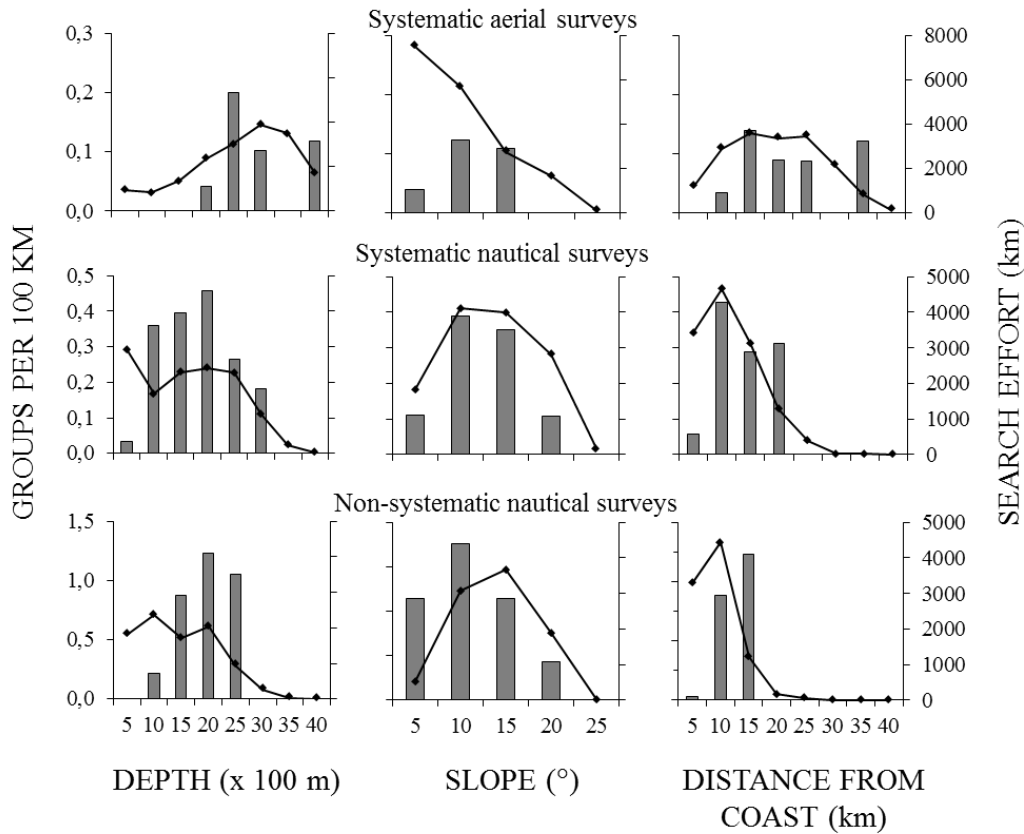 Systematic aerial surveys
0,3
0,2
0,1
0,0
8000
6000
4000
2000
0
Systematic nautical surveys
0,5
0,4
0,3
0,2
0,1
0,0
5000
4000
3000
2000
1000
0
Non-systematic nautical surveys
1,5
1,0
0,5
0,0
5000
4000
3000
2000
1000
0
GROUPS PER 100 KM
SEARCH EFFORT (km)
5 10 15 20 25 30 35 40
5 10 15 20 25
5 10 15 20 25 30 35 40
DEPTH (x 100 m)
SLOPE (°)
DISTANCE FROM
COAST (km)